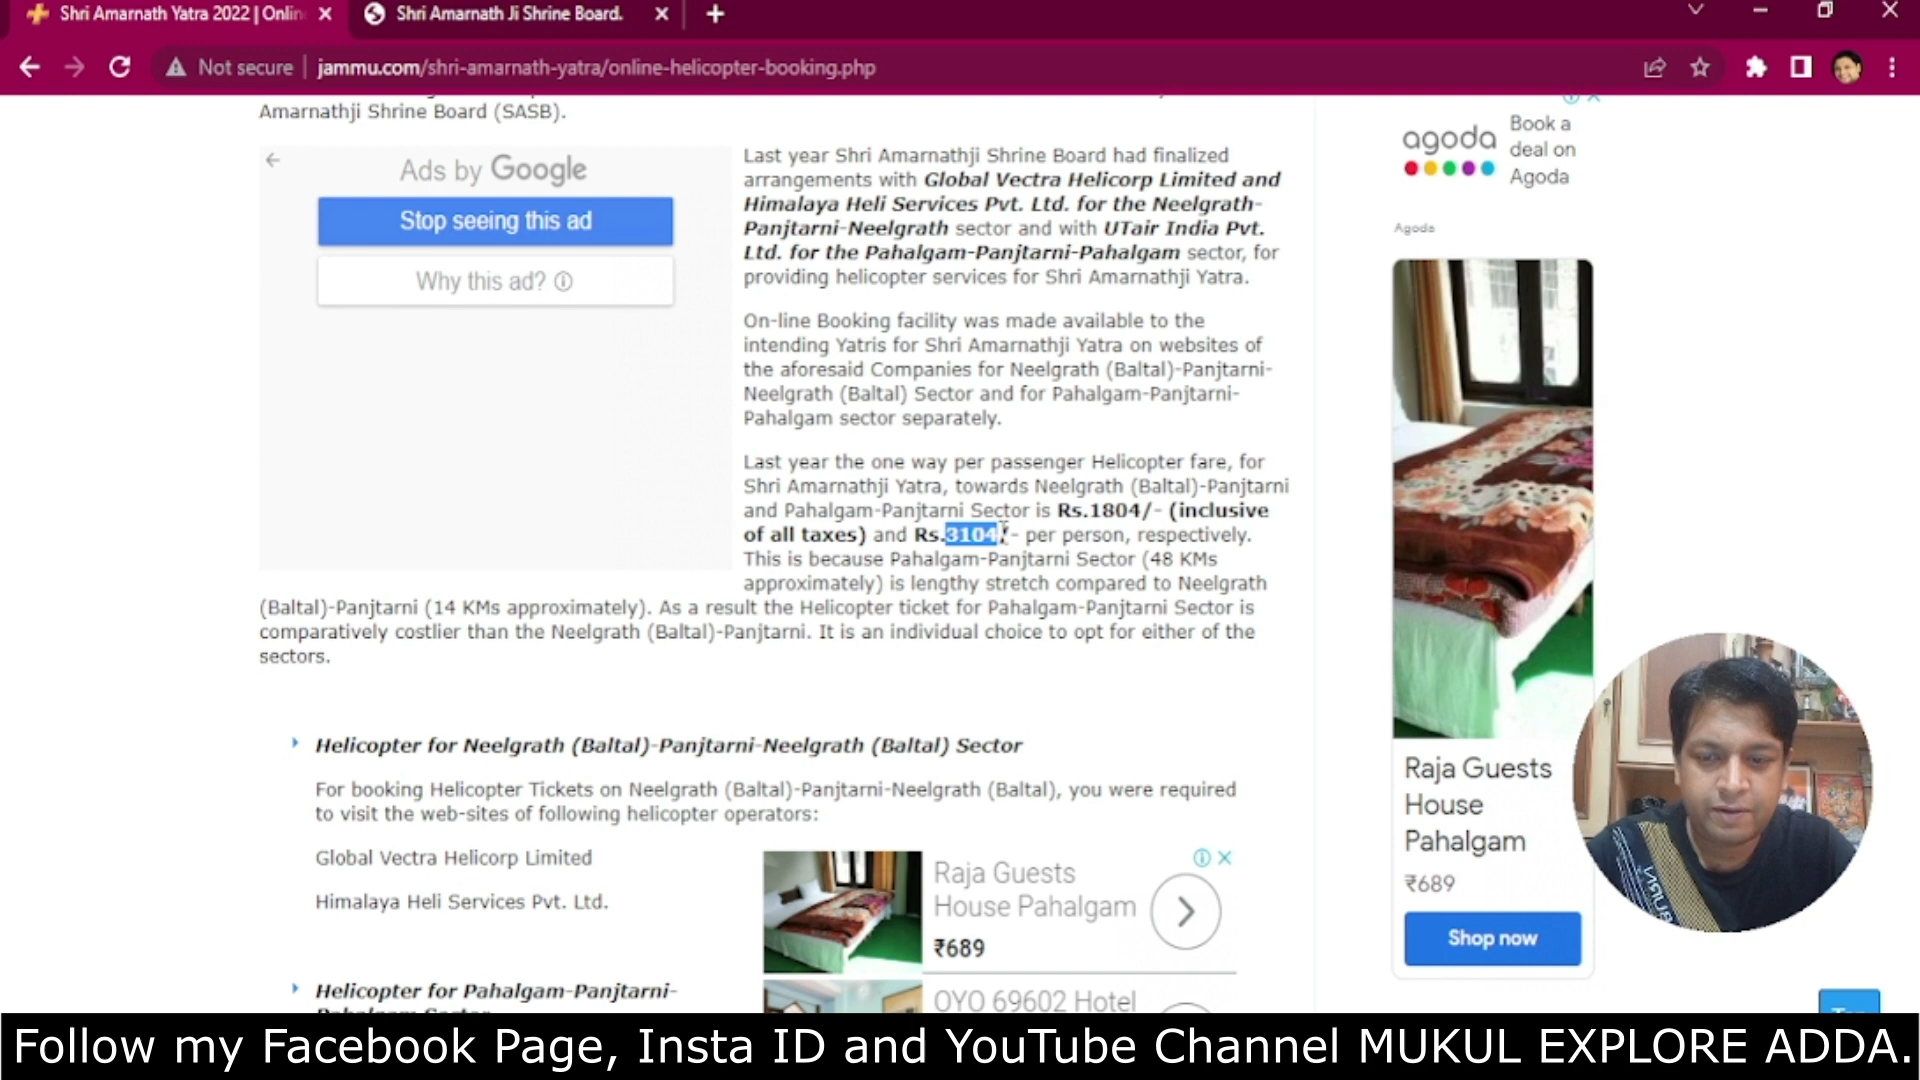 Shri Amarnath Yatra 2022 | Onlin
Shri Amarnath Ji Shrine Board.
Not secure
jammu.com/shri-amarnath-yatra/online-helicopter-booking.php
Amarnathji Shrine Board (SASB).
Ads by Google
Stop seeing this ad
Why this ad?
Last year Shri Amarnathji Shrine Board had finalized
arrangements with Global Vectra Helicorp Limited and
Himalaya Heli Services Pvt. Ltd. for the Neelgrath-
Panjtarni-Neelgrath sector and with UTair India Pvt.
Ltd. for the Pahalgam-Panjtarni-Pahalgam sector, for
providing helicopter services for Shri Amarnathji Yatra.
On-line Booking facility was made available to the
intending Yatris for Shri Amarnathji Yatra on websites of
the aforesaid Companies for Neelgrath (Baltal)-Panjtarni-
Neelgrath (Baltal) Sector and for Pahalgam-Panjtarni-
Pahalgam sector separately.
Last year the one way per passenger Helicopter fare, for
Shri Amarnathji Yatra, towards Neelgrath (Baltal)-Panjtarni
and Pahalgam-Panjtarni Sector is Rs.1804/- (inclusive
of all taxes) and Rs.3104/- per person, respectively.
This is because Pahalgam-Panjtarni Sector (48 KMs
approximately) is lengthy stretch compared to Neelgrath
(Baltal)-Panjtarni (14 KMs approximately). As a result the Helicopter ticket for Pahalgam-Panjtarni Sector is
comparatively costlier than the Neelgrath (Baltal)-Panjtarni. It is an individual choice to opt for either of the
sectors.
Helicopter for Neelgrath (Baltal)-Panjtarni-Neelgrath (Baltal) Sector
For booking Helicopter Tickets on Neelgrath (Baltal)-Panjtarni-Neelgrath (Baltal), you were required
to visit the web-sites of following helicopter operators:
Global Vectra Helicorp Limited
Himalaya Heli Services Pvt. Ltd.
Helicopter for Pahalgam-Panjtarni-
Raja Guests
House Pahalgam
₹689
OYO 69602 Hotel
agoda
Book a
deal on
Agoda
Agoda
Raja Guests
House
Pahalgam
₹689
Shop now
Follow my Facebook Page, Insta ID and YouTube Channel MUKUL EXPLORE ADDA.